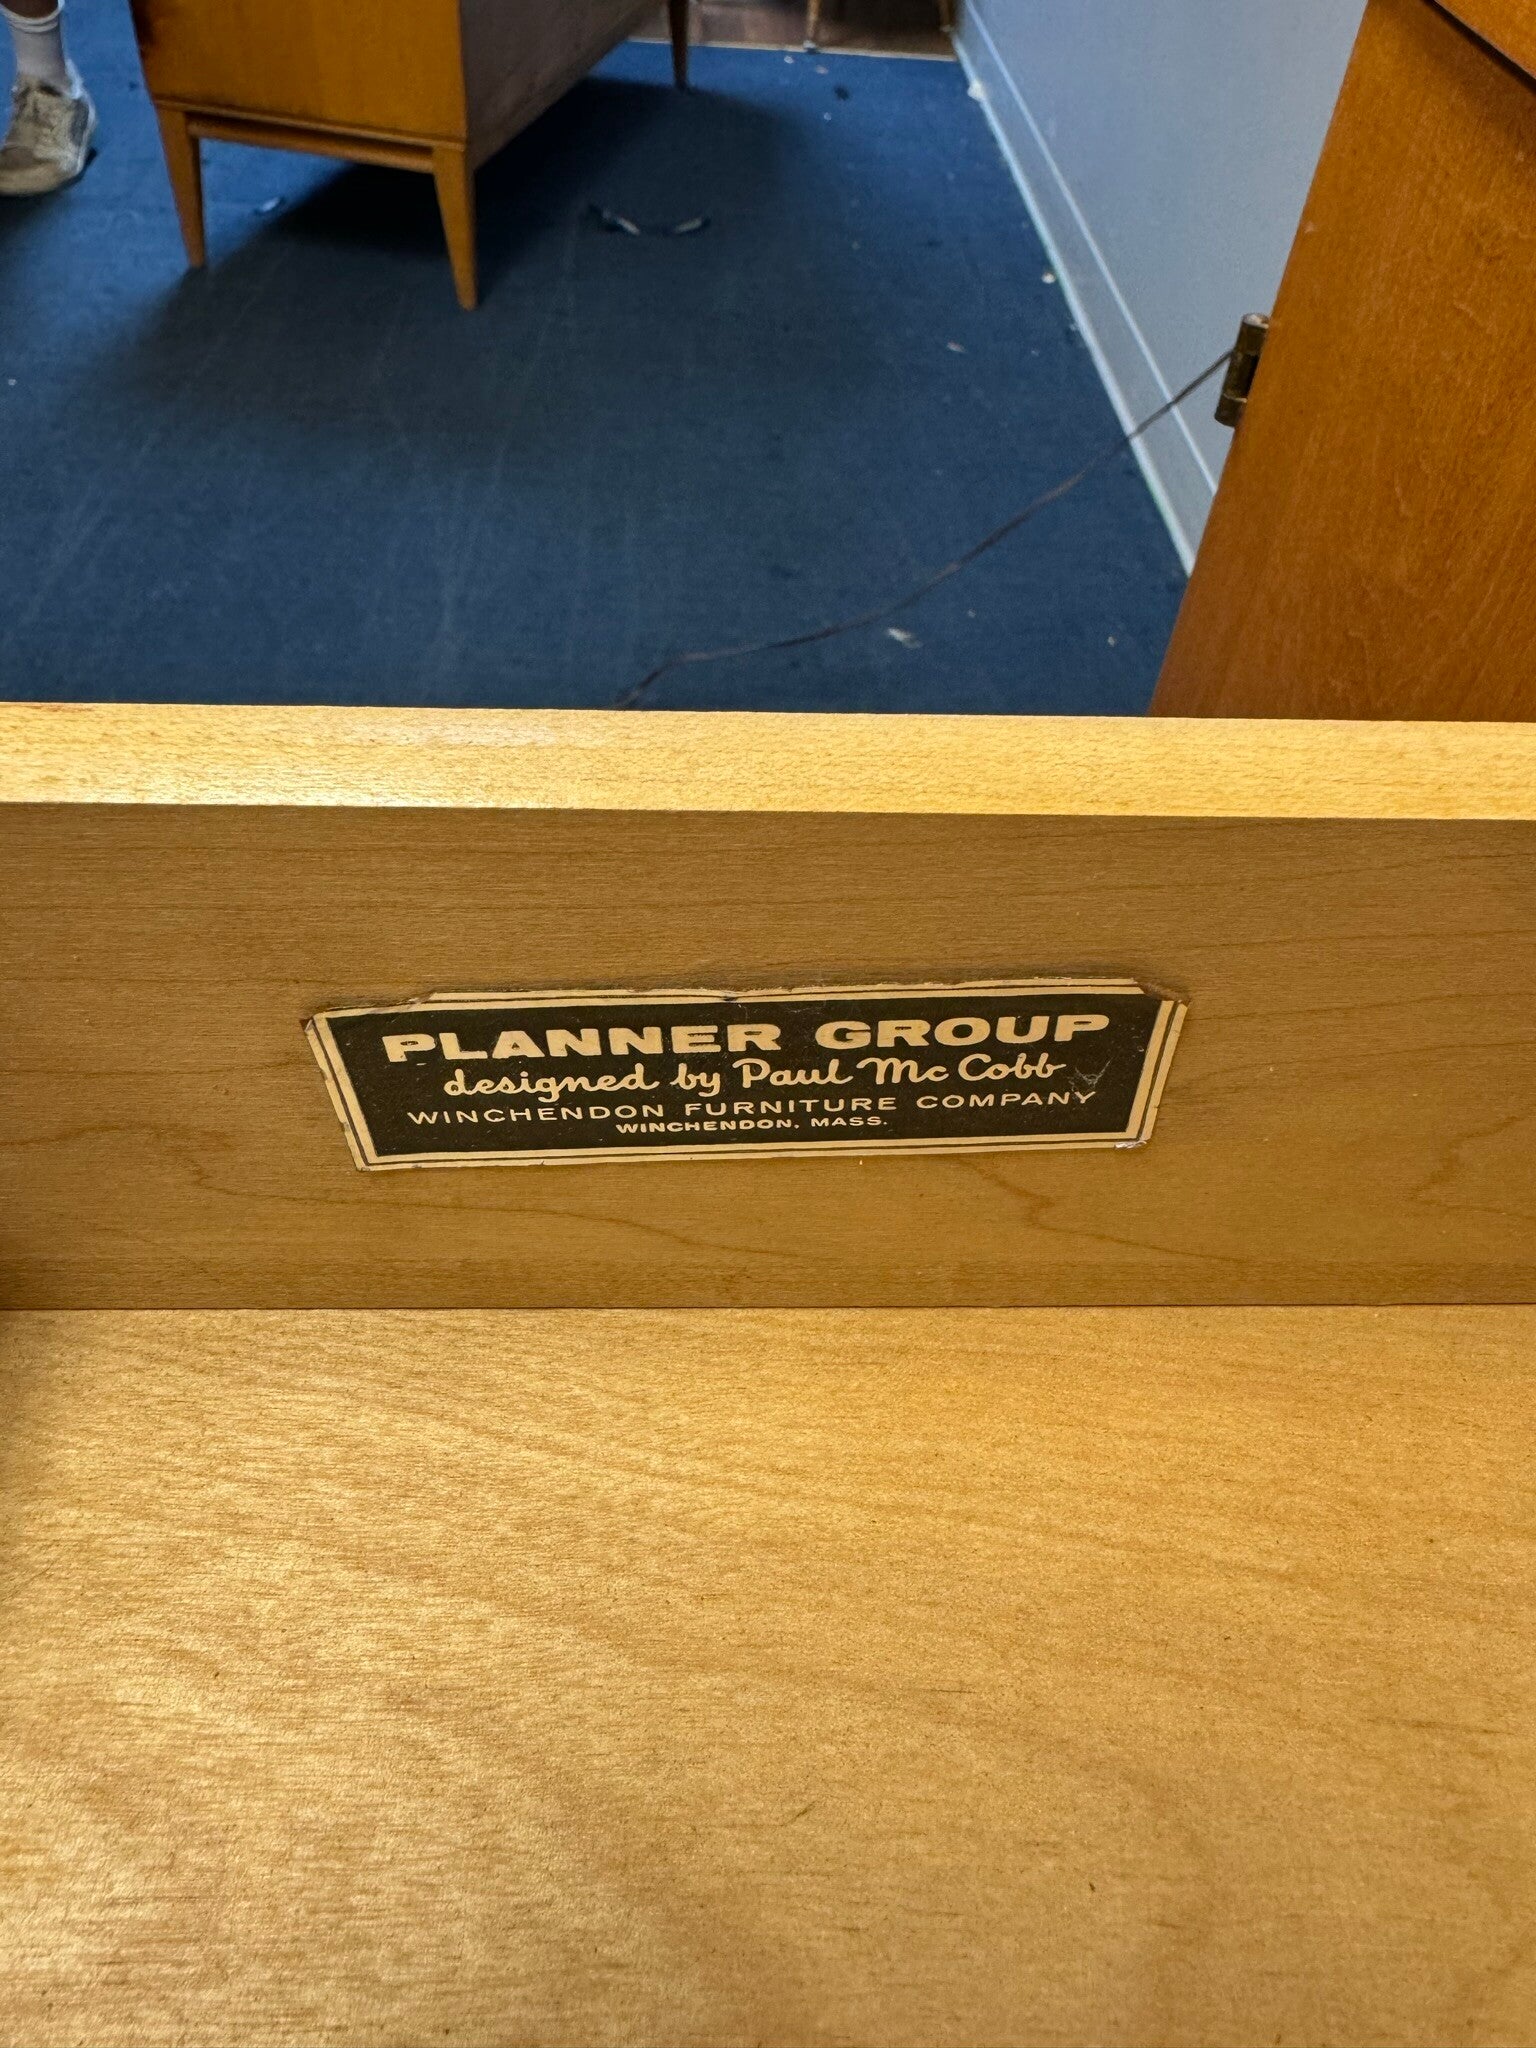 PLANNER GROUP
designed by Paul Mc Cobb
WINCHENDON FURNITURE COMPANY
WINCHENDON, MASS.